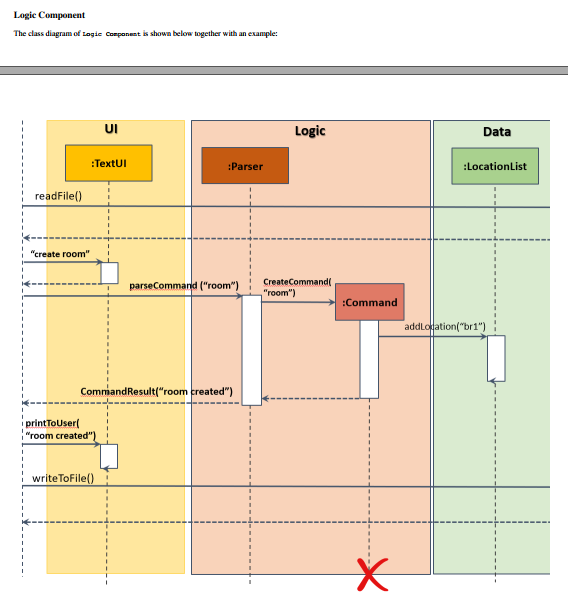 Logic Component
The class diagram of Logic Component is shown below together with an example:
UI
Logic
Data
:TextUI
:Parser
:LocationList
readFile()
“create room”
parseCommand (“room”)
CreateCommand(
“room”)
:Command
addLocation(“br1”)
CommandResult(“room created”)
printToUser(
“room created”)
writeToFile()